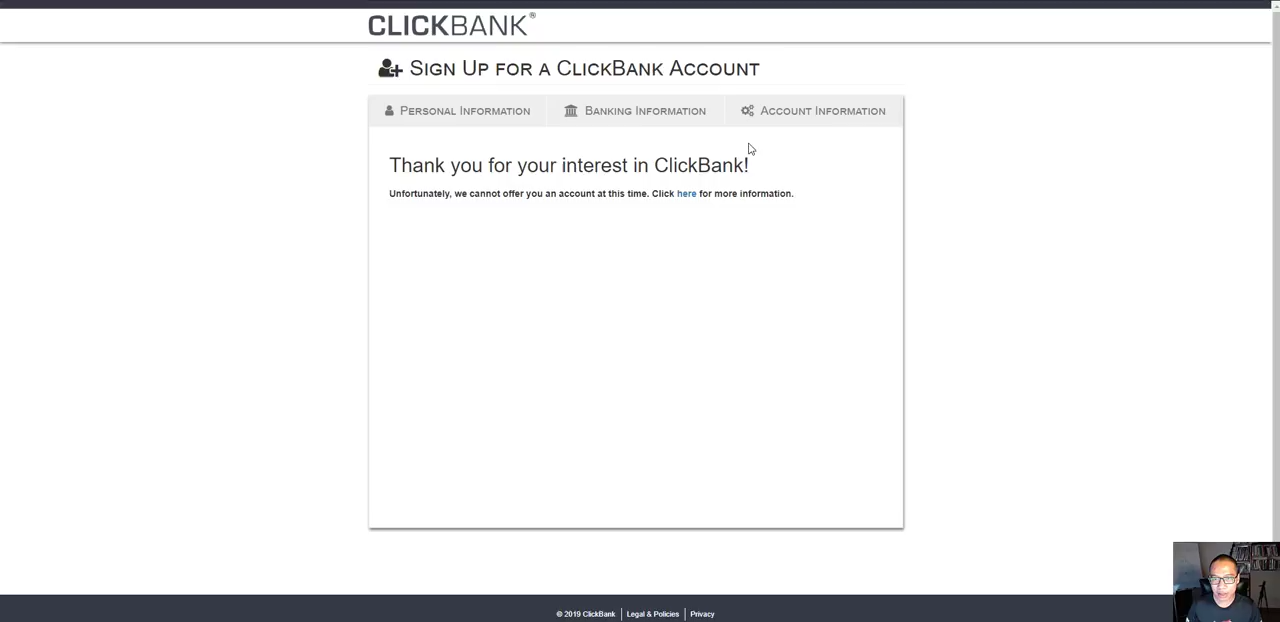 CLICKBANK®
SIGN UP FOR A CLICKBANK ACCOUNT
PERSONAL INFORMATION
BANKING INFORMATION
ACCOUNT INFORMATION
Thank you for your interest in ClickBank!
Unfortunately, we cannot offer you an account at this time. Click here for more information.
© 2019 ClickBank | Legal & Policies | Privacy